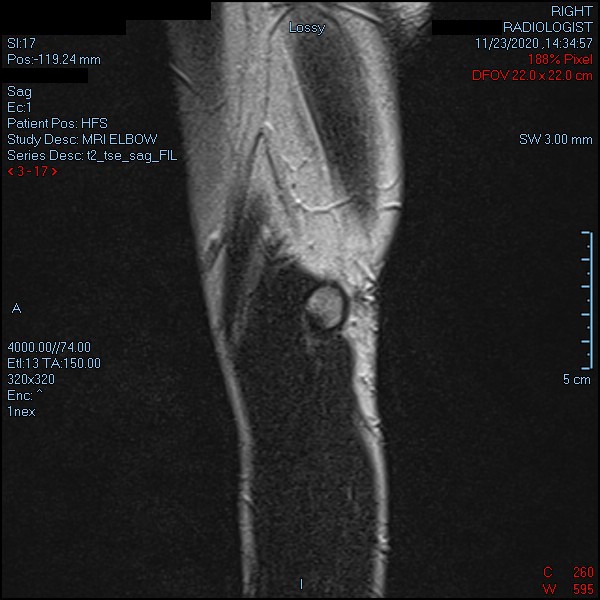 Lossy
RIGHT
RADIOLOGIST
11/23/2020 ,14:34:57
188% Pixel
DFOV 22.0 x 22.0 cm
SI:17
Pos:-119.24 mm
Sag
Ec:1
Patient Pos: HFS
Study Desc: MRI ELBOW
Series Desc: t2_tse_sag_FIL
< 3 - 17 >
SW 3.00 mm
A
4000.00//74.00
Etl:13 TA:150.00
320x320
Enc: ^
1nex
5 cm
I
C 260
W 595